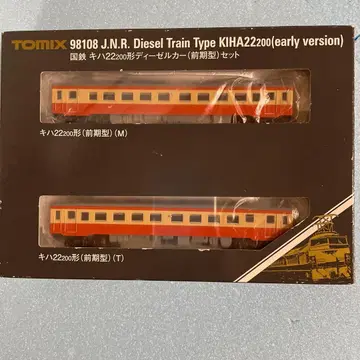 TOMIX 98108 J.N.R. Diesel Train Type KIHA22200(early version)
国鉄 キハ22200形ディーゼルカー(前期型)セット
キハ22200形(前期型)(M)
キハ22200形(前期型)(T)